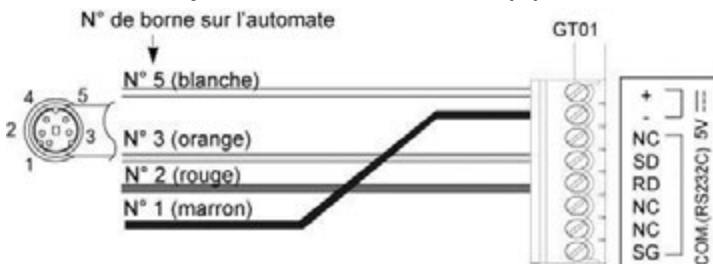 N° de borne sur l'automate
GT01
N° 5 (blanche)
N° 3 (orange)
N° 2 (rouge)
N° 1 (marron)
4
5
2
3
1
+
-
NC
SD
RD
NC
NC
SG
5V
COM.(RS232C)